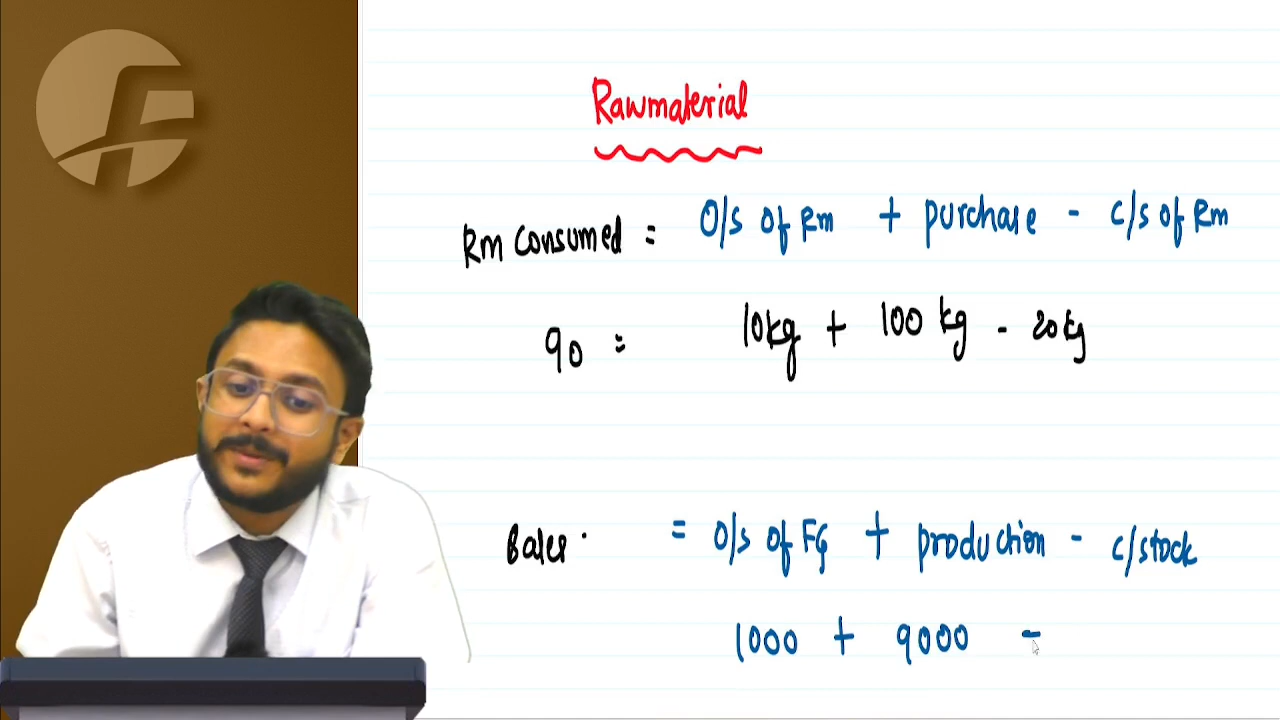 Rawmaterial
Rm Consumed = O/s of Rm + purchase - c/s of Rm
90 = 10kg + 100 kg - 20kg
Sales = O/s of FG + production - c/stock
1000 + 9000 -